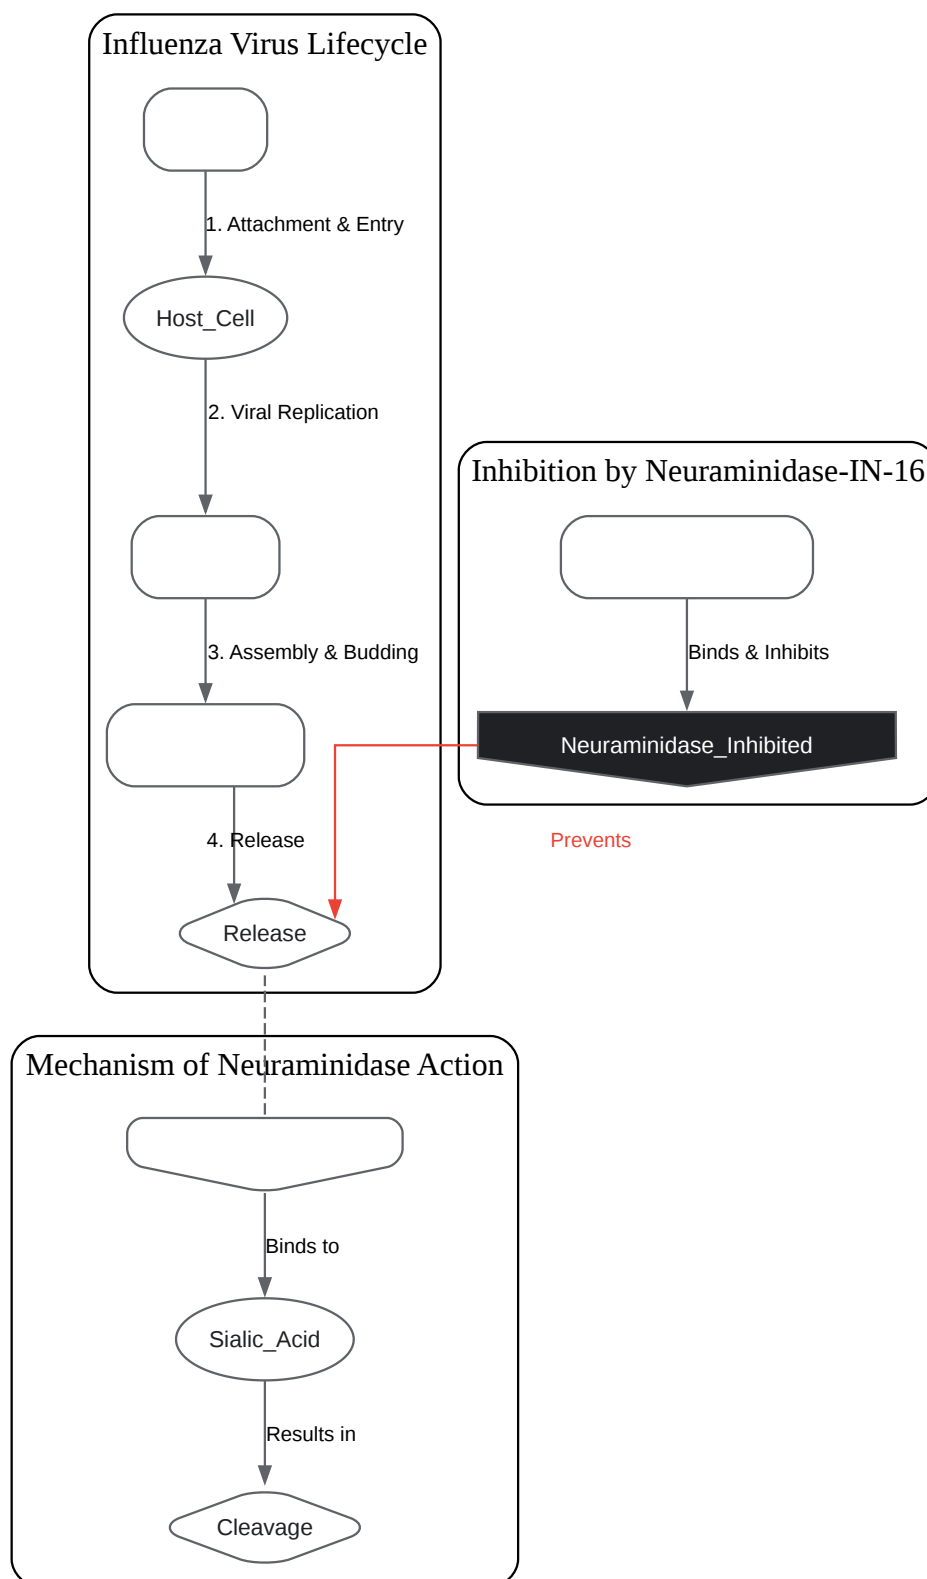 Influenza Virus Lifecycle
1. Attachment & Entry
Host_Cell
2. Viral Replication
3. Assembly & Budding
4. Release
Release
Inhibition by Neuraminidase-IN-16
Binds & Inhibits
Neuraminidase_Inhibited
Prevents
Mechanism of Neuraminidase Action
Binds to
Sialic_Acid
Results in
Cleavage